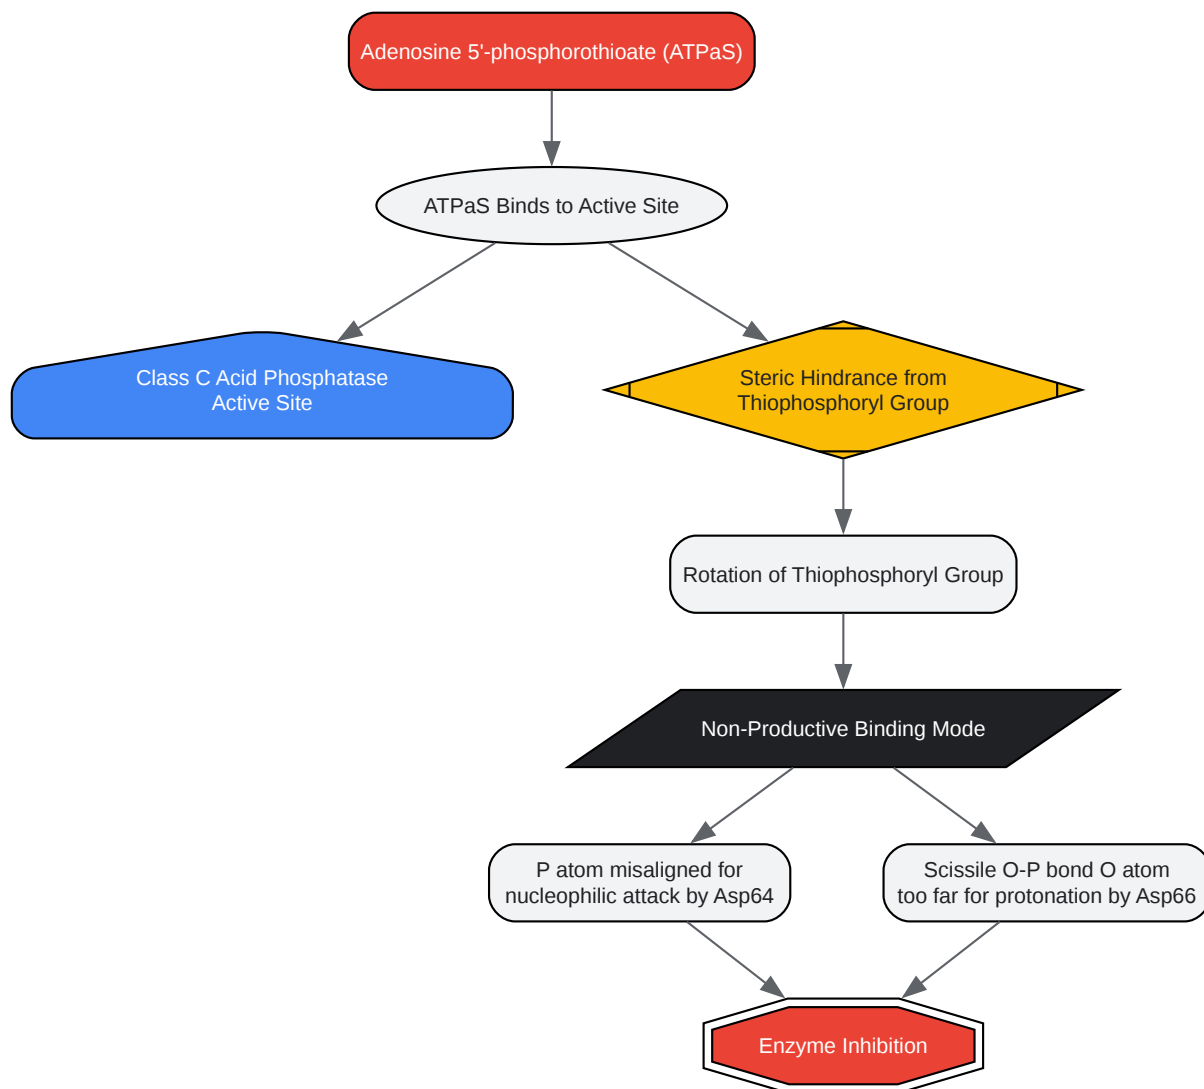 Adenosine 5'-phosphorothioate (ATPaS)
ATPaS Binds to Active Site
Class C Acid Phosphatase
Active Site
Steric Hindrance from
Thiophosphoryl Group
Rotation of Thiophosphoryl Group
Non-Productive Binding Mode
P atom misaligned for
nucleophilic attack by Asp64
Scissile O-P bond O atom
too far for protonation by Asp66
Enzyme Inhibition